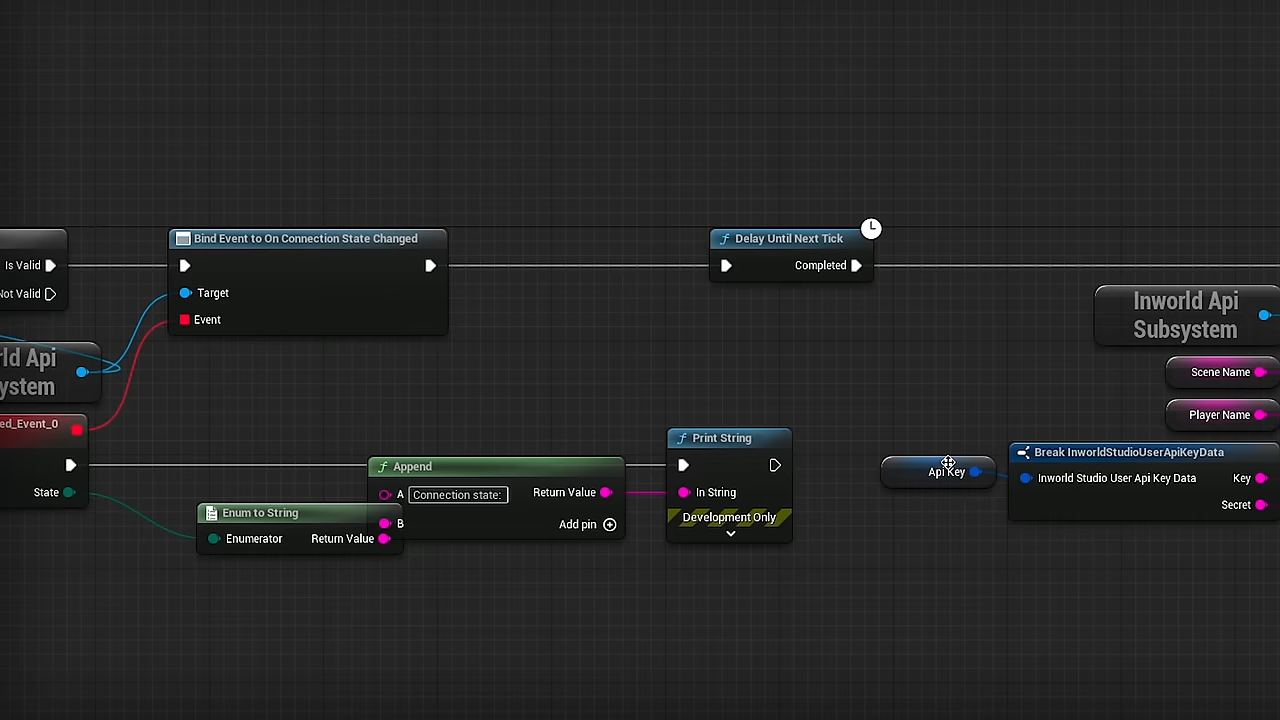 Is Valid
Not Valid
Bind Event to On Connection State Changed
Target
Event
Delay Until Next Tick
Completed
Inworld Api
Subsystem
rld Api
ystem
Scene Name
Player Name
ed_Event_0
State
Enum to String
Enumerator
Return Value
Append
A
Connection state:
B
Return Value
Add pin
Print String
In String
Development Only
Api Key
Break InworldStudioUserApiKeyData
Inworld Studio User Api Key Data
Key
Secret